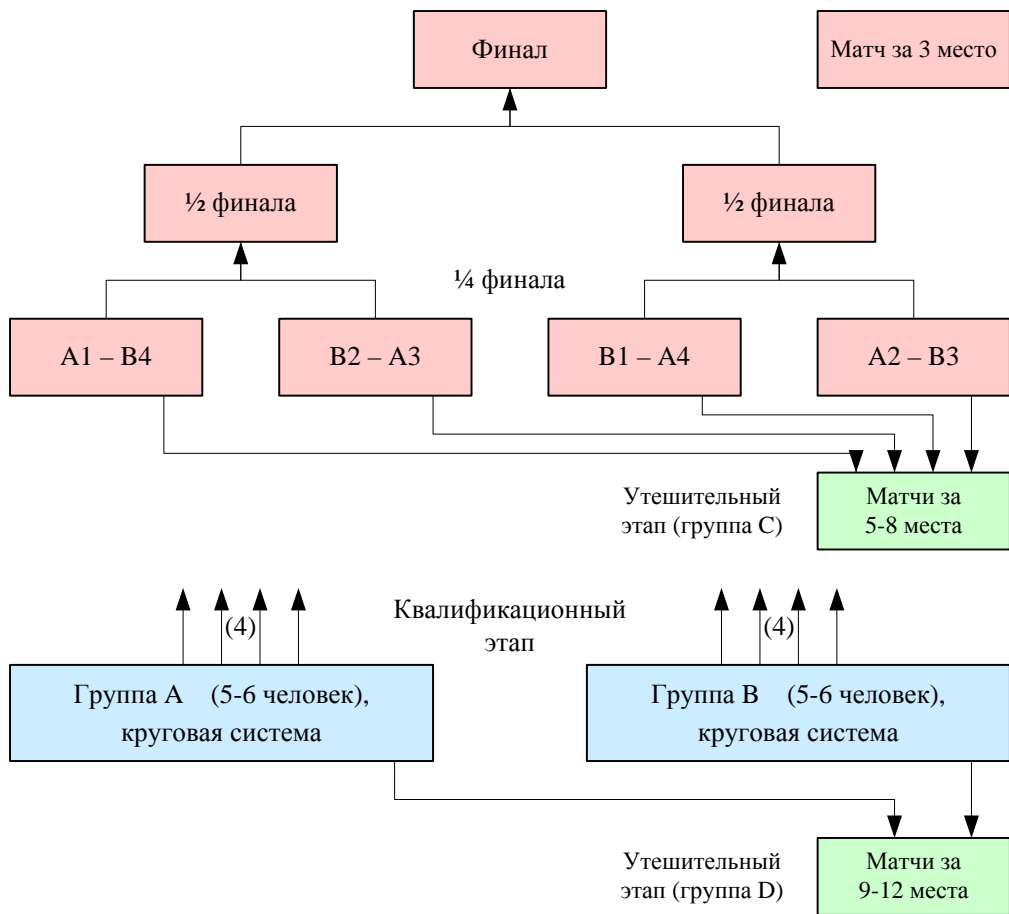 Финал
Матч за 3 место
½ финала
½ финала
¼ финала
A1 – B4
B2 – A3
B1 – A4
A2 – B3
Утешительный
этап (группа C)
Матчи за
5-8 места
(4)
Квалификационный
этап
(4)
Группа A (5-6 человек),
круговая система
Группа B (5-6 человек),
круговая система
Утешительный
этап (группа D)
Матчи за
9-12 места